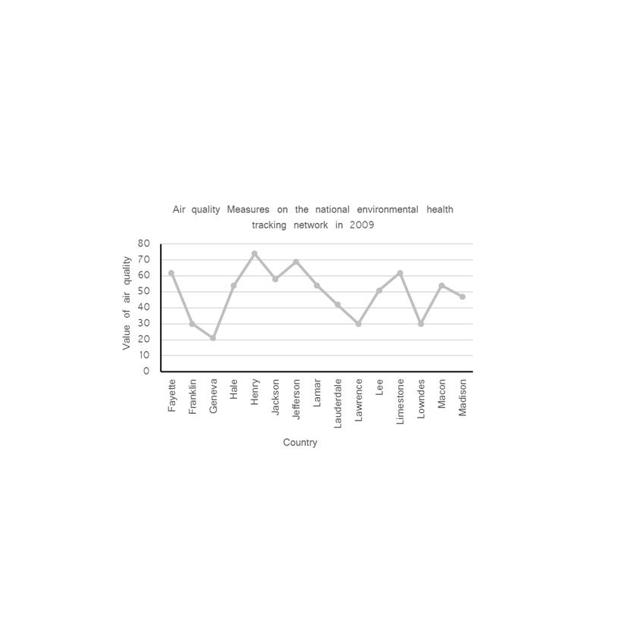 Air quality Measures on the national environmental health
tracking network in 2009
Value of air quality
80
70
60
50
40
30
20
10
0
Fayette
Franklin
Geneva
Hale
Henry
Jackson
Jefferson
Lamar
Lauderdale
Lawrence
Lee
Limestone
Lowndes
Macon
Madison
Country